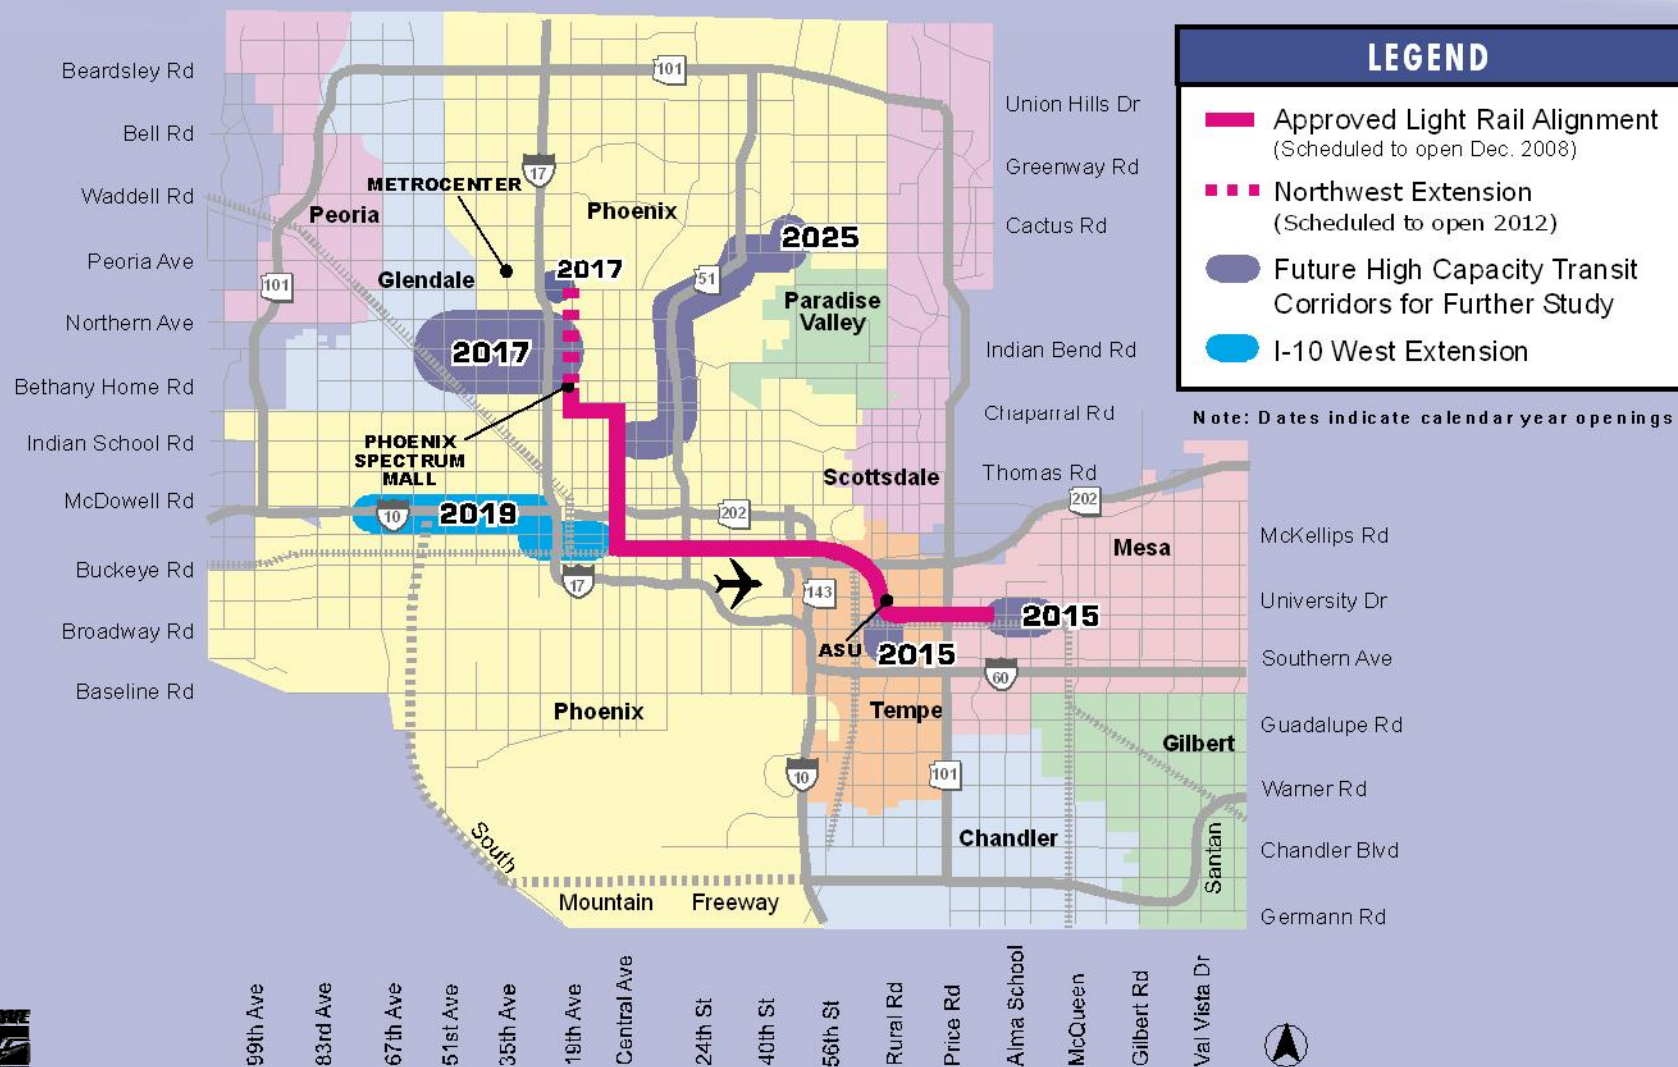 LEGEND
Approved Light Rail Alignment
(Scheduled to open Dec. 2008)
Northwest Extension
(Scheduled to open 2012)
Future High Capacity Transit
Corridors for Further Study
I-10 West Extension
Note: Dates indicate calendar year openings
Beardsley Rd
Bell Rd
Waddell Rd
Peoria Ave
Northern Ave
Bethany Home Rd
Indian School Rd
McDowell Rd
Buckeye Rd
Broadway Rd
Baseline Rd
101
17
METROCENTER
Peoria
Phoenix
2025
2017
51
101
Glendale
Paradise
Valley
2017
PHOENIX
SPECTRUM
MALL
Scottsdale
10
2019
202
202
Mesa
17
143
ASU
2015
2015
60
Phoenix
Tempe
Gilbert
10
101
Chandler
South
Mountain
Freeway
Santan
Union Hills Dr
Greenway Rd
Cactus Rd
Indian Bend Rd
Chaparral Rd
Thomas Rd
McKellips Rd
University Dr
Southern Ave
Guadalupe Rd
Warner Rd
Chandler Blvd
Germann Rd
99th Ave
83rd Ave
67th Ave
51st Ave
35th Ave
19th Ave
Central Ave
24th St
40th St
56th St
Rural Rd
Price Rd
Alma School
McQueen
Gilbert Rd
Val Vista Dr